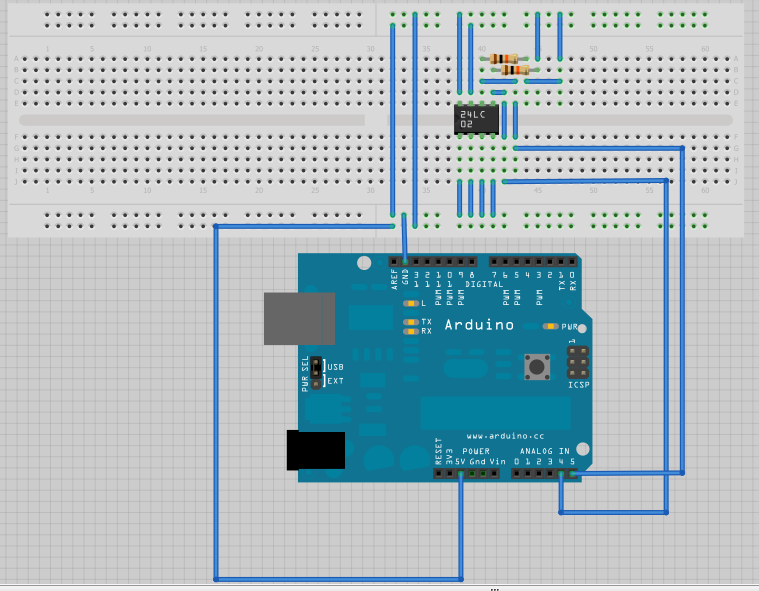 1 5 10 15 20 25 30 35 40 45 50 55 60
A A
B B
C C
D D
E E
24LC
02
F F
G G
H H
I I
J J
1 5 10 15 20 25 30 35 45 50 55 60
AREF
GND
13
12
PWM 11
PWM 10
PWM 9
8
DIGITAL
7
PWM 6
PWM 5
4
PWM 3
2
TX 1
RX 0
L
TX
RX
Arduino
PWR
1
ICSP
PWR SEL
USB
EXT
www.arduino.cc
POWER
ANALOG IN
RESET
3V3
5V Gnd Vin 0 1 2 3 4 5